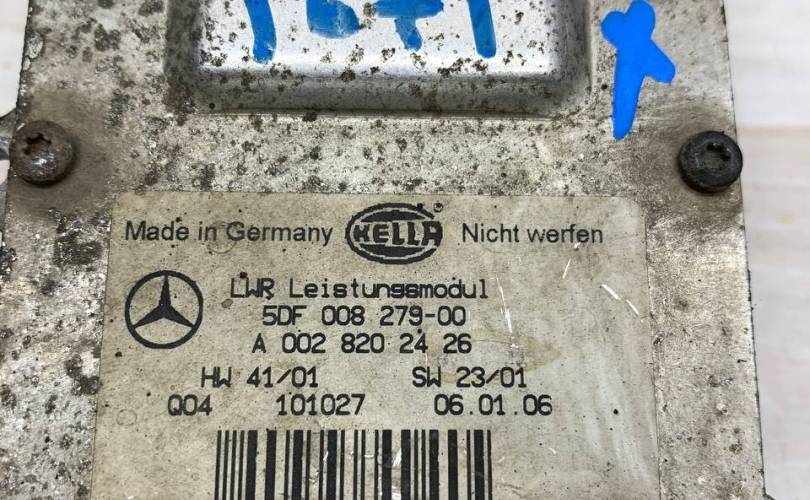 Made in Germany HELLA ® Nicht werfen
LWR Leistungsmodul
5DF 008 279-00
A 002 820 24 26
HW 41/01 SW 23/01
Q04 101027 06.01.06